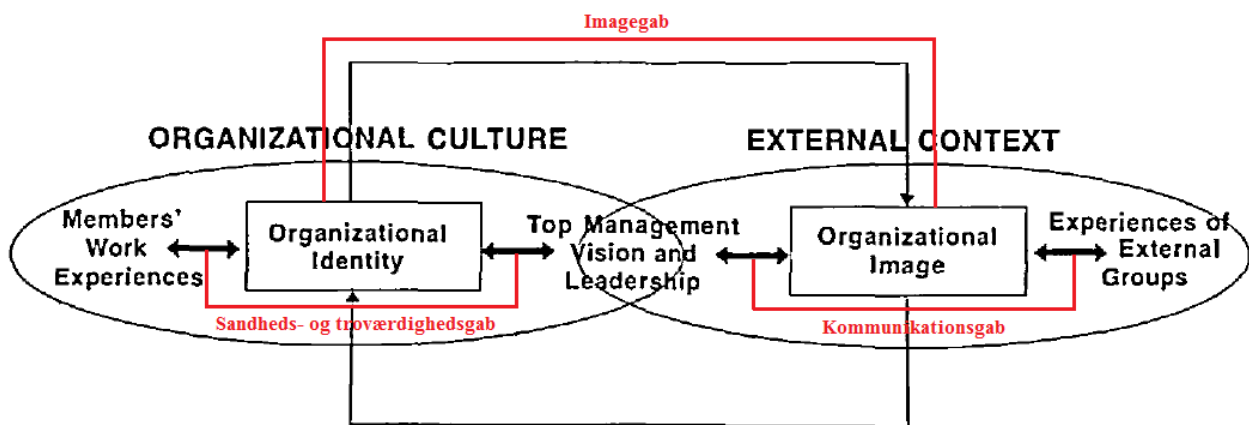 Imagegab
ORGANIZATIONAL CULTURE
EXTERNAL CONTEXT
Members'
Work
Experiences
Organizational
Identity
Top Management
Vision and
Leadership
Organizational
Image
Experiences of
External
Groups
Sandheds- og troværdighedsgab
Kommunikationsgab